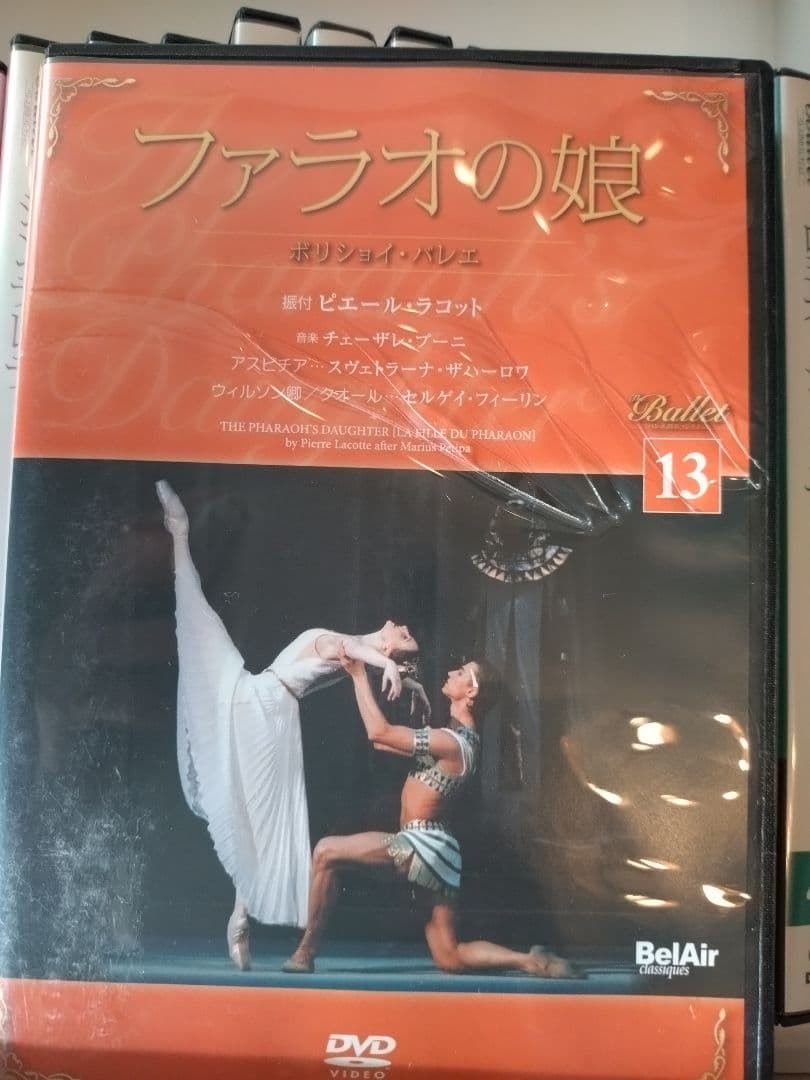 ファラオの娘
ボリショイ・バレエ
振付 ピエール・ラコット
音楽 チェーザレ・プーニ
アスピチア… スヴェトラーナ・ザハーロワ
ウィルソン卿／タオール… セルゲイ・フィーリン
THE PHARAOH'S DAUGHTER [LA FILLE DU PHARAON]
by Pierre Lacotte after Marius Petipa
The Ballet
13
BelAir
classiques
DVD
VIDEO